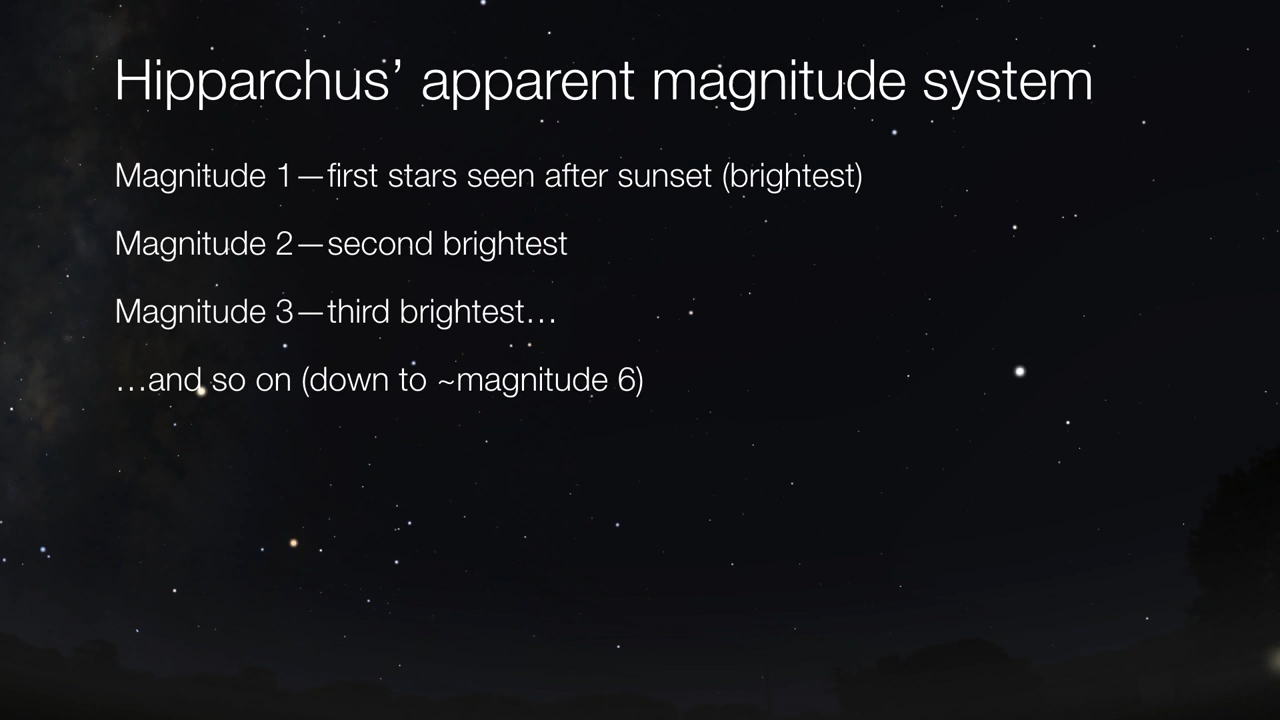 Hipparchus’ apparent magnitude system
Magnitude 1—first stars seen after sunset (brightest)
Magnitude 2—second brightest
Magnitude 3—third brightest…
…and so on (down to ~magnitude 6)